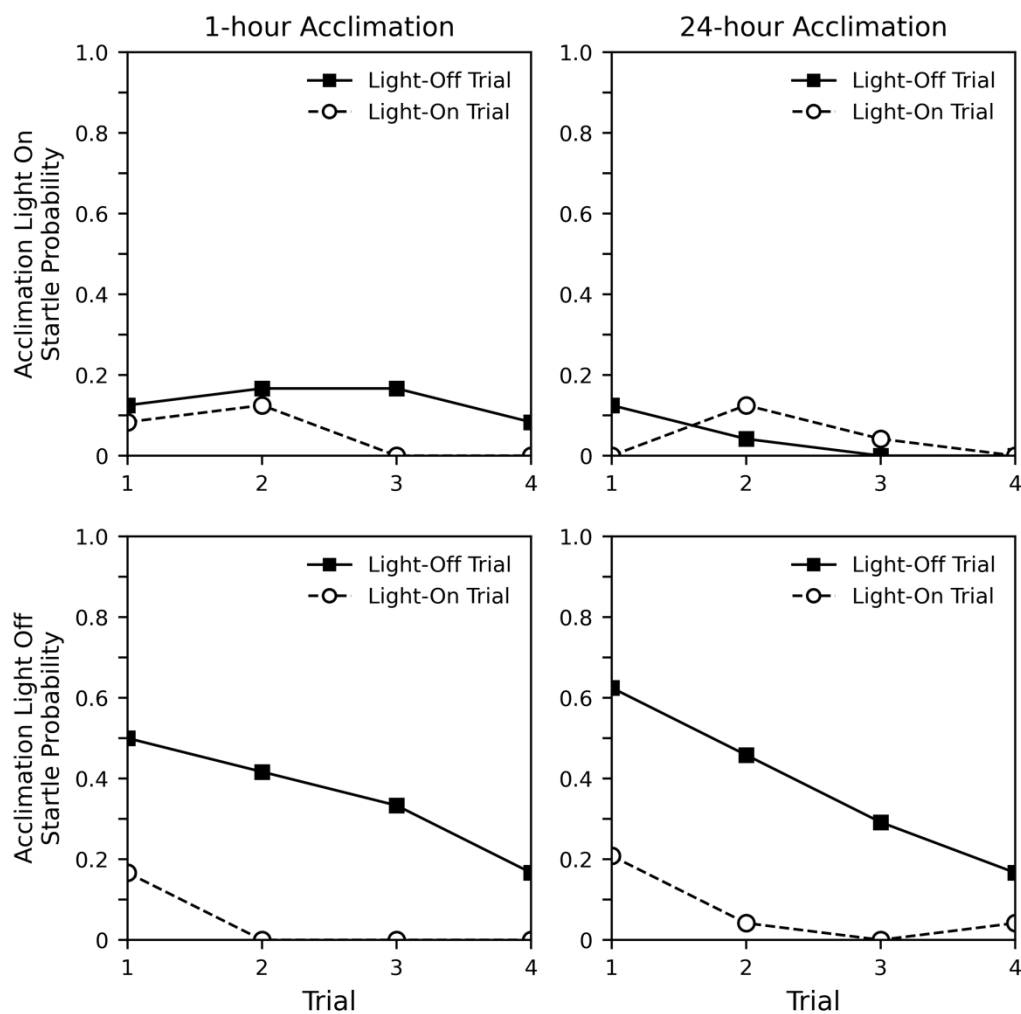 1-hour Acclimation
24-hour Acclimation
Acclimation Light On
Startle Probability
1.0
0.8
0.6
0.4
0.2
0
1
2
3
4
Light-Off Trial
Light-On Trial
1.0
0.8
0.6
0.4
0.2
0
1
2
3
4
Light-Off Trial
Light-On Trial
Acclimation Light Off
Startle Probability
1.0
0.8
0.6
0.4
0.2
0
1
2
3
4
Light-Off Trial
Light-On Trial
Trial
1.0
0.8
0.6
0.4
0.2
0
1
2
3
4
Light-Off Trial
Light-On Trial
Trial